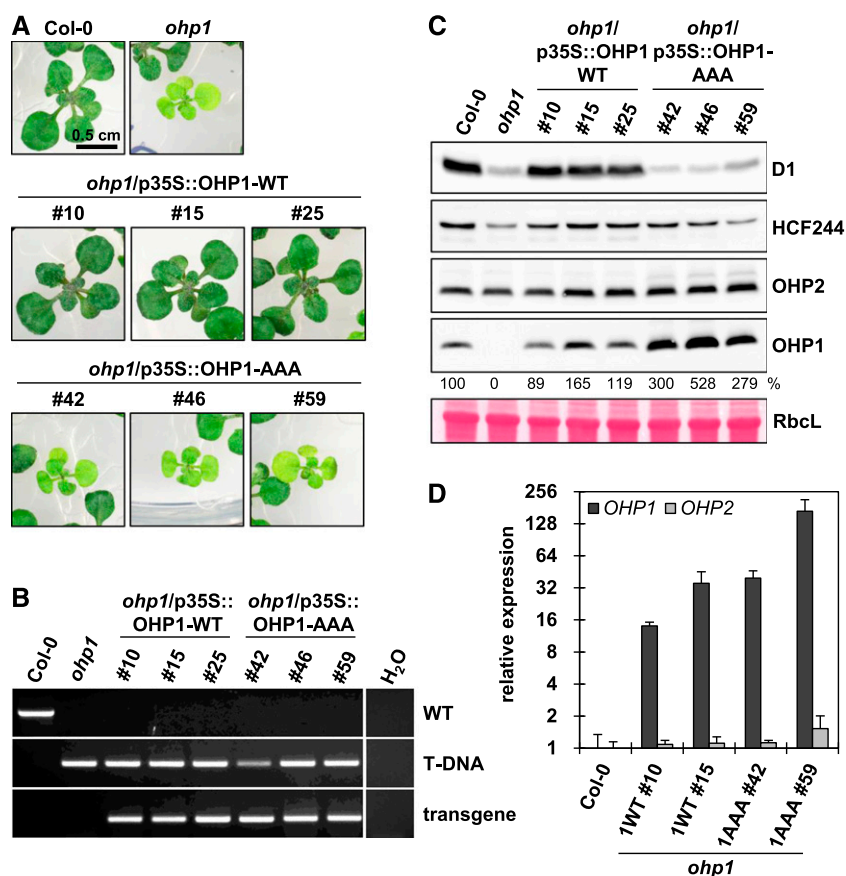 A
Col-0 ohp1
0.5 cm
ohp1/p35S::OHP1-WT
#10 #15 #25
ohp1/p35S::OHP1-AAA
#42 #46 #59
B
ohp1/p35S::
OHP1-WT
ohp1/p35S::
OHP1-AAA
Col-0 ohp1 #10 #15 #25 #42 #46 #59 H2O
WT
T-DNA
transgene
C
ohp1/
p35S::OHP1
WT
ohp1/
p35S::OHP1-
AAA
Col-0 ohp1 #10 #15 #25 #42 #46 #59
D1
HCF244
OHP2
OHP1
100 0 89 165 119 300 528 279 %
RbcL
D
relative expression
OHP1 OHP2
256
128
64
32
16
8
4
2
1
Col-0 1WT #10 1WT #15 1AAA #42 1AAA #59
ohp1